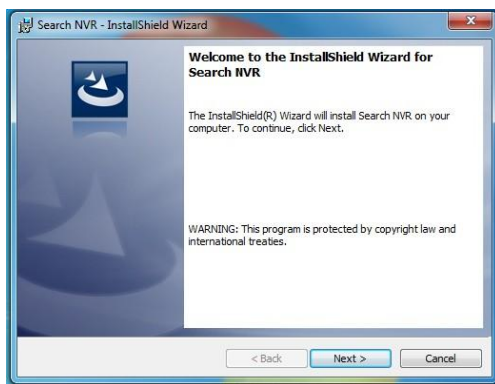 Search NVR - InstallShield Wizard
Welcome to the InstallShield Wizard for
Search NVR
The InstallShield(R) Wizard will install Search NVR on your
computer. To continue, click Next.
WARNING: This program is protected by copyright law and
international treaties.
< Back
Next >
Cancel